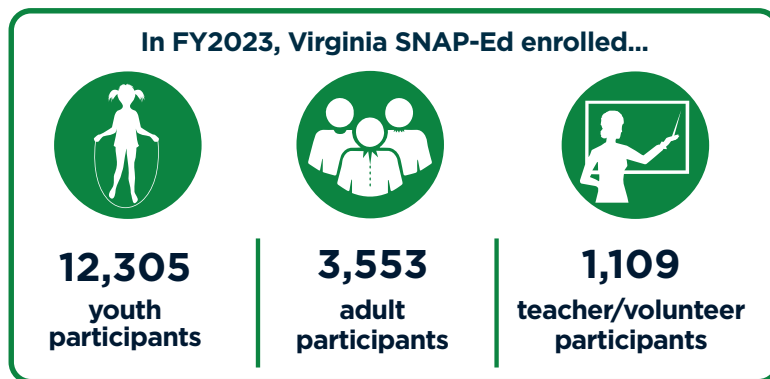 In FY2023, Virginia SNAP-Ed enrolled...
12,305
youth
participants
3,553
adult
participants
1,109
teacher/volunteer
participants